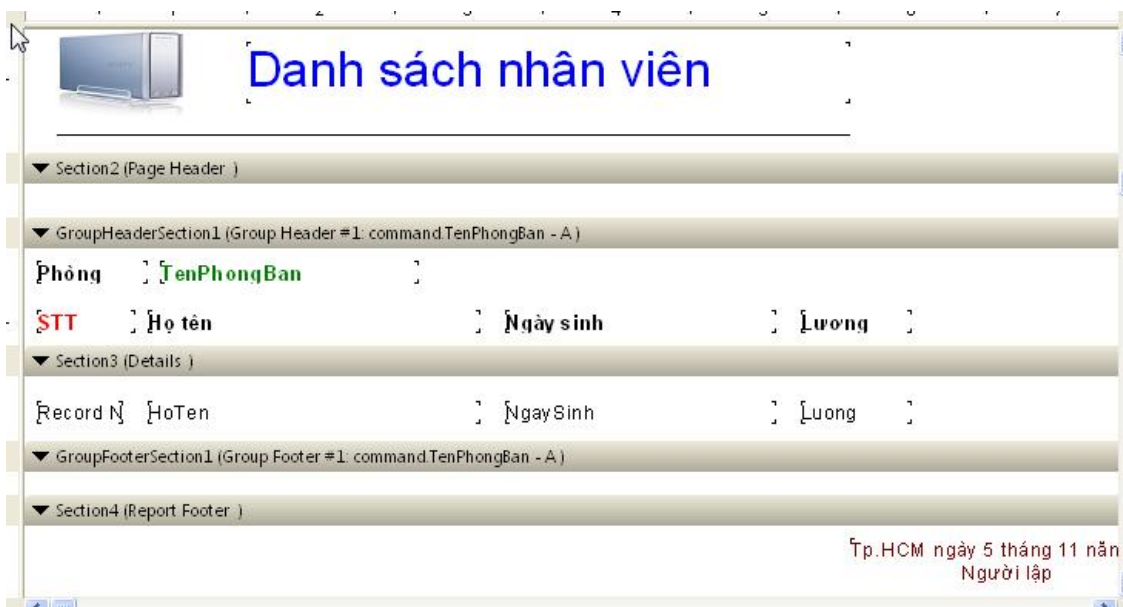 Danh sách nhân viên
Section2 (Page Header )
GroupHeaderSection1 (Group Header #1: command.TenPhongBan - A)
Phòng TenPhongBan
STT Họ tên Ngày sinh Lương
Section3 (Details )
Record N HoTen NgaySinh Luong
GroupFooterSection1 (Group Footer #1: command.TenPhongBan - A)
Section4 (Report Footer )
Tp.HCM ngày 5 tháng 11 năn
Người lập